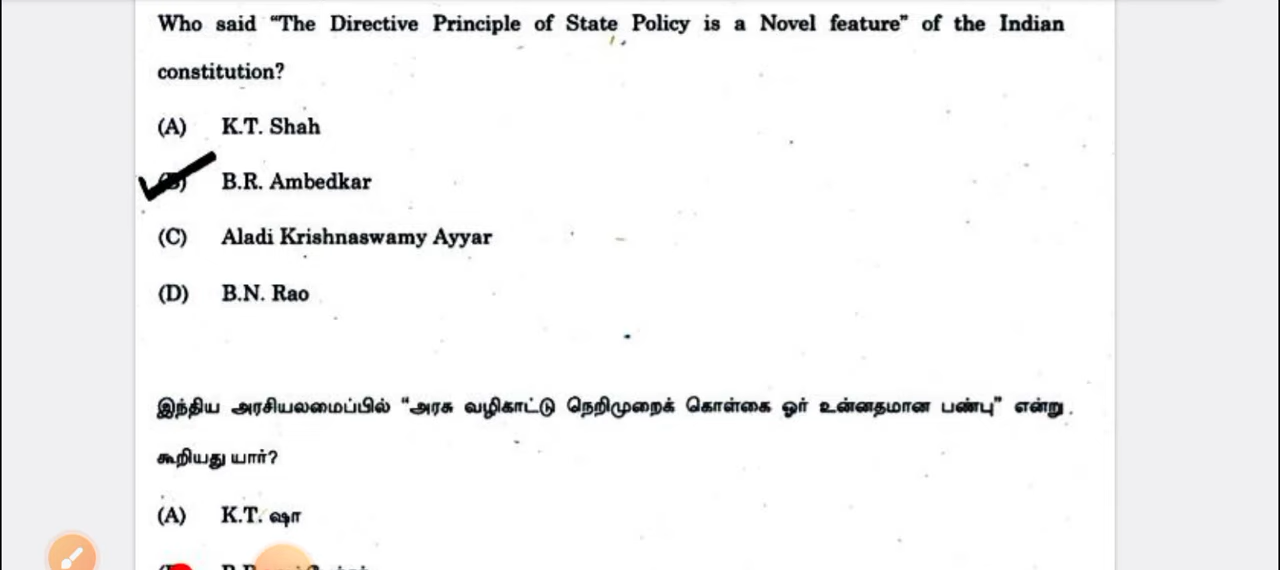 Who said “The Directive Principle of State Policy is a Novel feature” of the Indian
constitution?
(A) K.T. Shah
(B) B.R. Ambedkar
(C) Aladi Krishnaswamy Ayyar
(D) B.N. Rao
இந்திய அரசியலமைப்பில் “அரசு வழிகாட்டு நெறிமுறைக் கொள்கை ஓர் உன்னதமான பண்பு” என்று
கூறியது யார்?
(A) K.T. ஷா